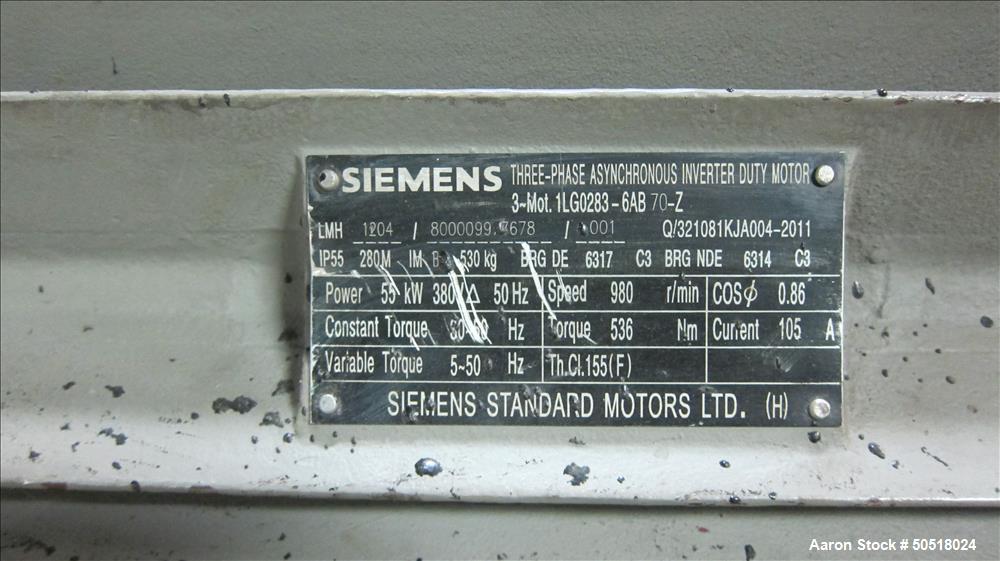 SIEMENS THREE-PHASE ASYNCHRONOUS INVERTER DUTY MOTOR
3~Mot. 1LG0283-6AB 70-Z
LMH 1204 / 8000099. 7678 / 001 Q/321081KJA004-2011
IP55 280M IM 530 kg BRG DE 6317 C3 BRG NDE 6314 C3
Power 55 kW 380 Δ 50 Hz Speed 980 r/min COSφ 0.86
Constant Torque Hz Torque 536 Nm Current 105 A
Variable Torque 5~50 Hz Th.Cl.155(F)
SIEMENS STANDARD MOTORS LTD. (H)
Aaron Stock # 50518024